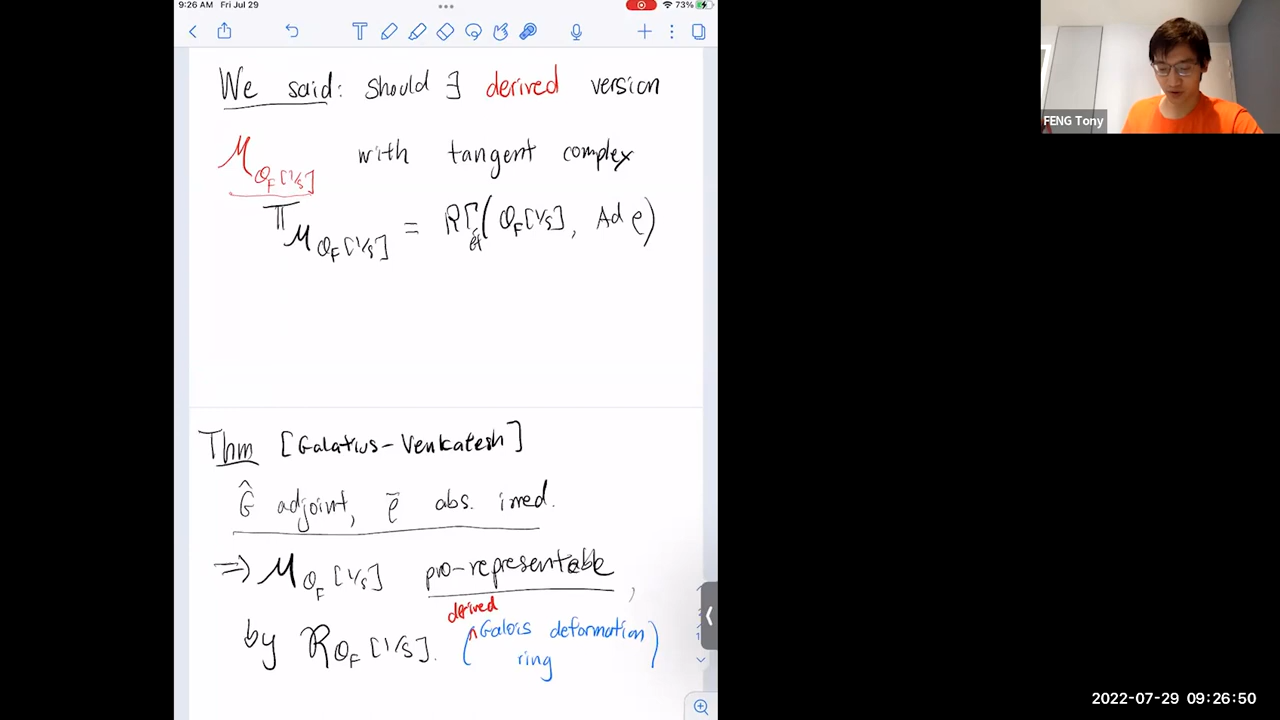 9:26 AM Fri Jul 29
73%
We said: should ∃ derived version
M_{O_F[1/S]} with tangent complex
𝕋_{M_{O_F[1/S]}} = RΓ_{ét}(O_F[1/S], Ad ρ)
Thm [Galatius-Venkatesh]
Ĝ adjoint, ρ̄ abs. irred.
⟹ M_{O_F[1/S]} pro-representable,
derived
by R_{O_F[1/S]}. (^Galois deformation
ring)
FENG Tony
2022-07-29 09:26:50